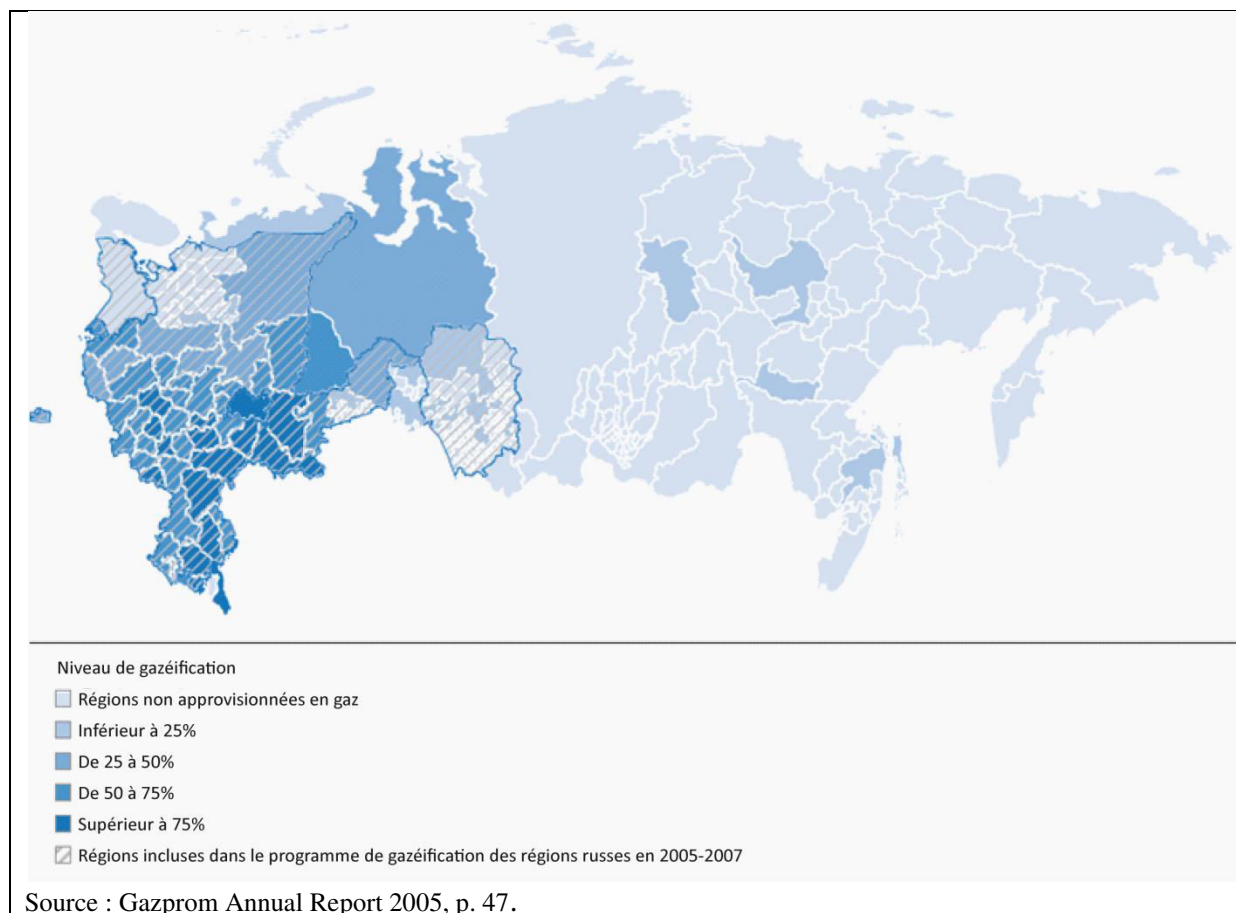 Niveau de gazéification
Régions non approvisionnées en gaz
Inférieur à 25%
De 25 à 50%
De 50 à 75%
Supérieur à 75%
Régions incluses dans le programme de gazéification des régions russes en 2005-2007
Source : Gazprom Annual Report 2005, p. 47.